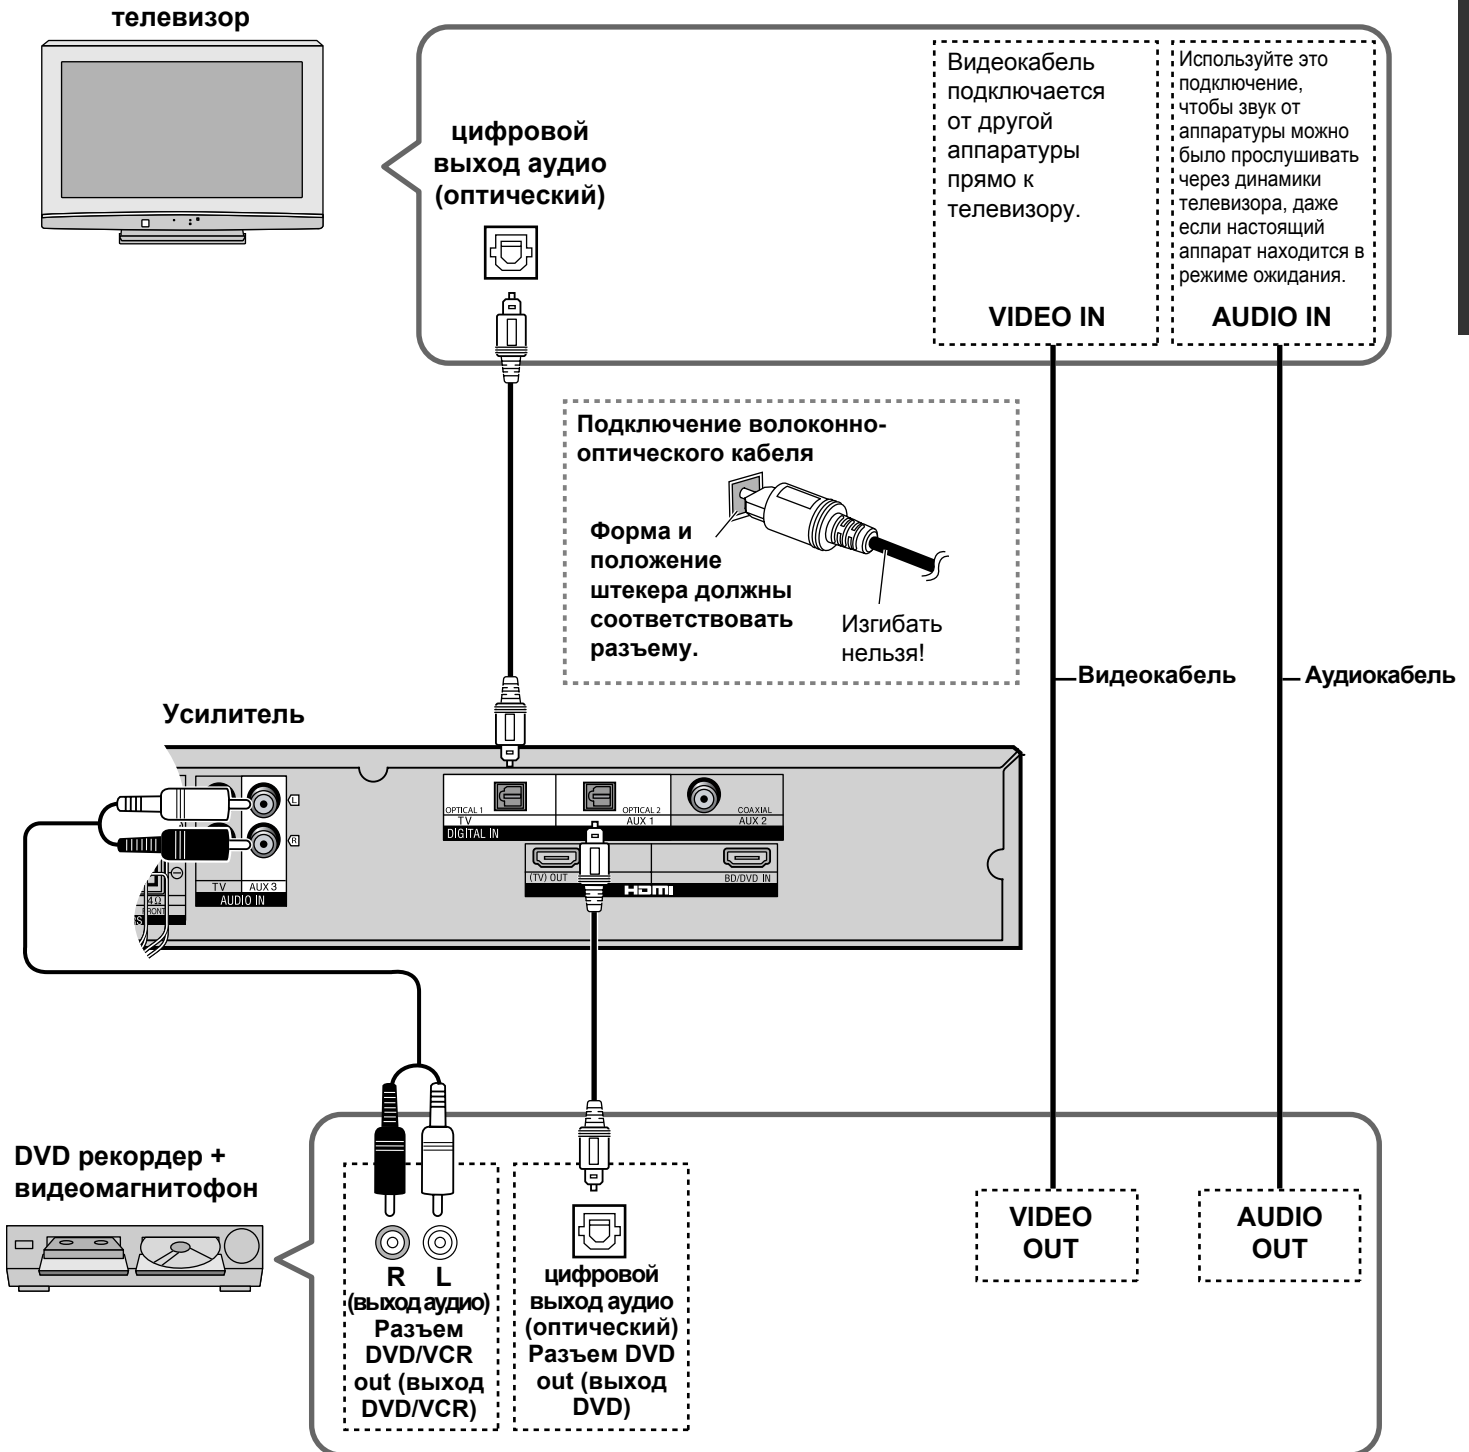 телевизор
цифровой
выход аудио
(оптический)
Видеокабель
подключается
от другой
аппаратуры
прямо к
телевизору.
VIDEO IN
Используйте это
подключение,
чтобы звук от
аппаратуры можно
было прослушивать
через динамики
телевизора, даже
если настоящий
аппарат находится в
режиме ожидания.
AUDIO IN
Подключение волоконно-
оптического кабеля
Форма и
положение
штекера должны
соответствовать
разъему.
Изгибать
нельзя!
Видеокабель
Аудиокабель
Усилитель
L
R
TV
AUX 3
AUDIO IN
4Ω
FRONT
OPTICAL 1
TV
OPTICAL 2
AUX 1
COAXIAL
AUX 2
DIGITAL IN
(TV) OUT
BD/DVD IN
HDMI
DVD рекордер +
видеомагнитофон
R L
(выход аудио)
Разъем
DVD/VCR
out (выход
DVD/VCR)
цифровой
выход аудио
(оптический)
Разъем DVD
out (выход
DVD)
VIDEO
OUT
AUDIO
OUT